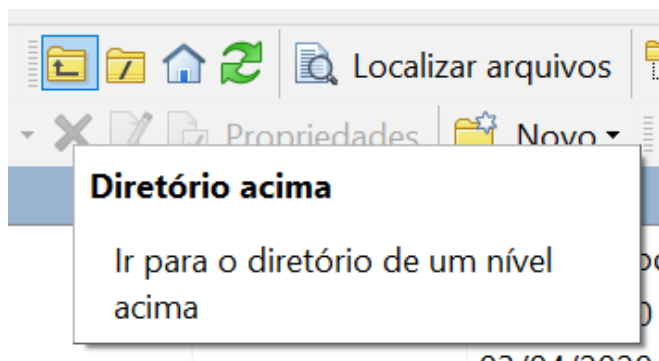 Localizar arquivos
Propriedades Novo
Diretório acima
Ir para o diretório de um nível
acima